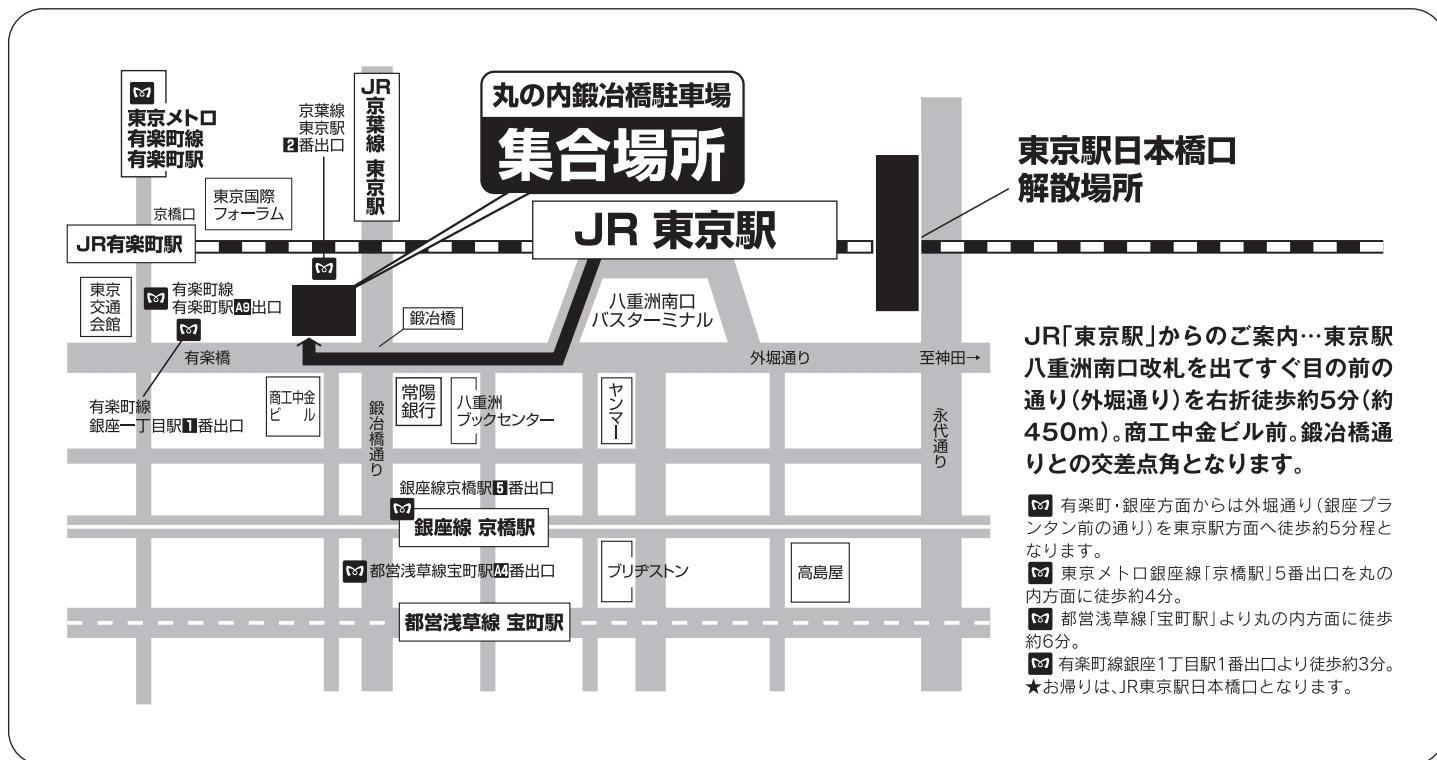 東京メトロ
有楽町線
有楽町駅
京葉線
東京駅
2番出口
JR京葉線 東京駅
丸の内鍛冶橋駐車場
集合場所
東京駅日本橋口
解散場所
東京国際
フォーラム
京橋口
JR有楽町駅
JR 東京駅
東京
交通
会館
有楽町線
有楽町駅A9出口
鍛冶橋
八重洲南口
バスターミナル
有楽橋
外堀通り
至神田→
有楽町線
銀座一丁目駅1番出口
商工中金
ビル
鍛冶橋通り
常陽
銀行
八重洲
ブックセンター
ヤンマー
永代通り
銀座線京橋駅5番出口
銀座線 京橋駅
都営浅草線宝町駅A4番出口
ブリヂストン
高島屋
都営浅草線 宝町駅
JR「東京駅」からのご案内…東京駅
八重洲南口改札を出てすぐ目の前の
通り(外堀通り)を右折徒歩約5分(約
450m)。商工中金ビル前。鍛冶橋通
りとの交差点角となります。
有楽町・銀座方面からは外堀通り(銀座プラ
ンタン前の通り)を東京駅方面へ徒歩約5分程と
なります。
東京メトロ銀座線「京橋駅」5番出口を丸の
内方面に徒歩約4分。
都営浅草線「宝町駅」より丸の内方面に徒歩
約6分。
有楽町線銀座1丁目駅1番出口より徒歩約3分。
★お帰りは、JR東京駅日本橋口となります。